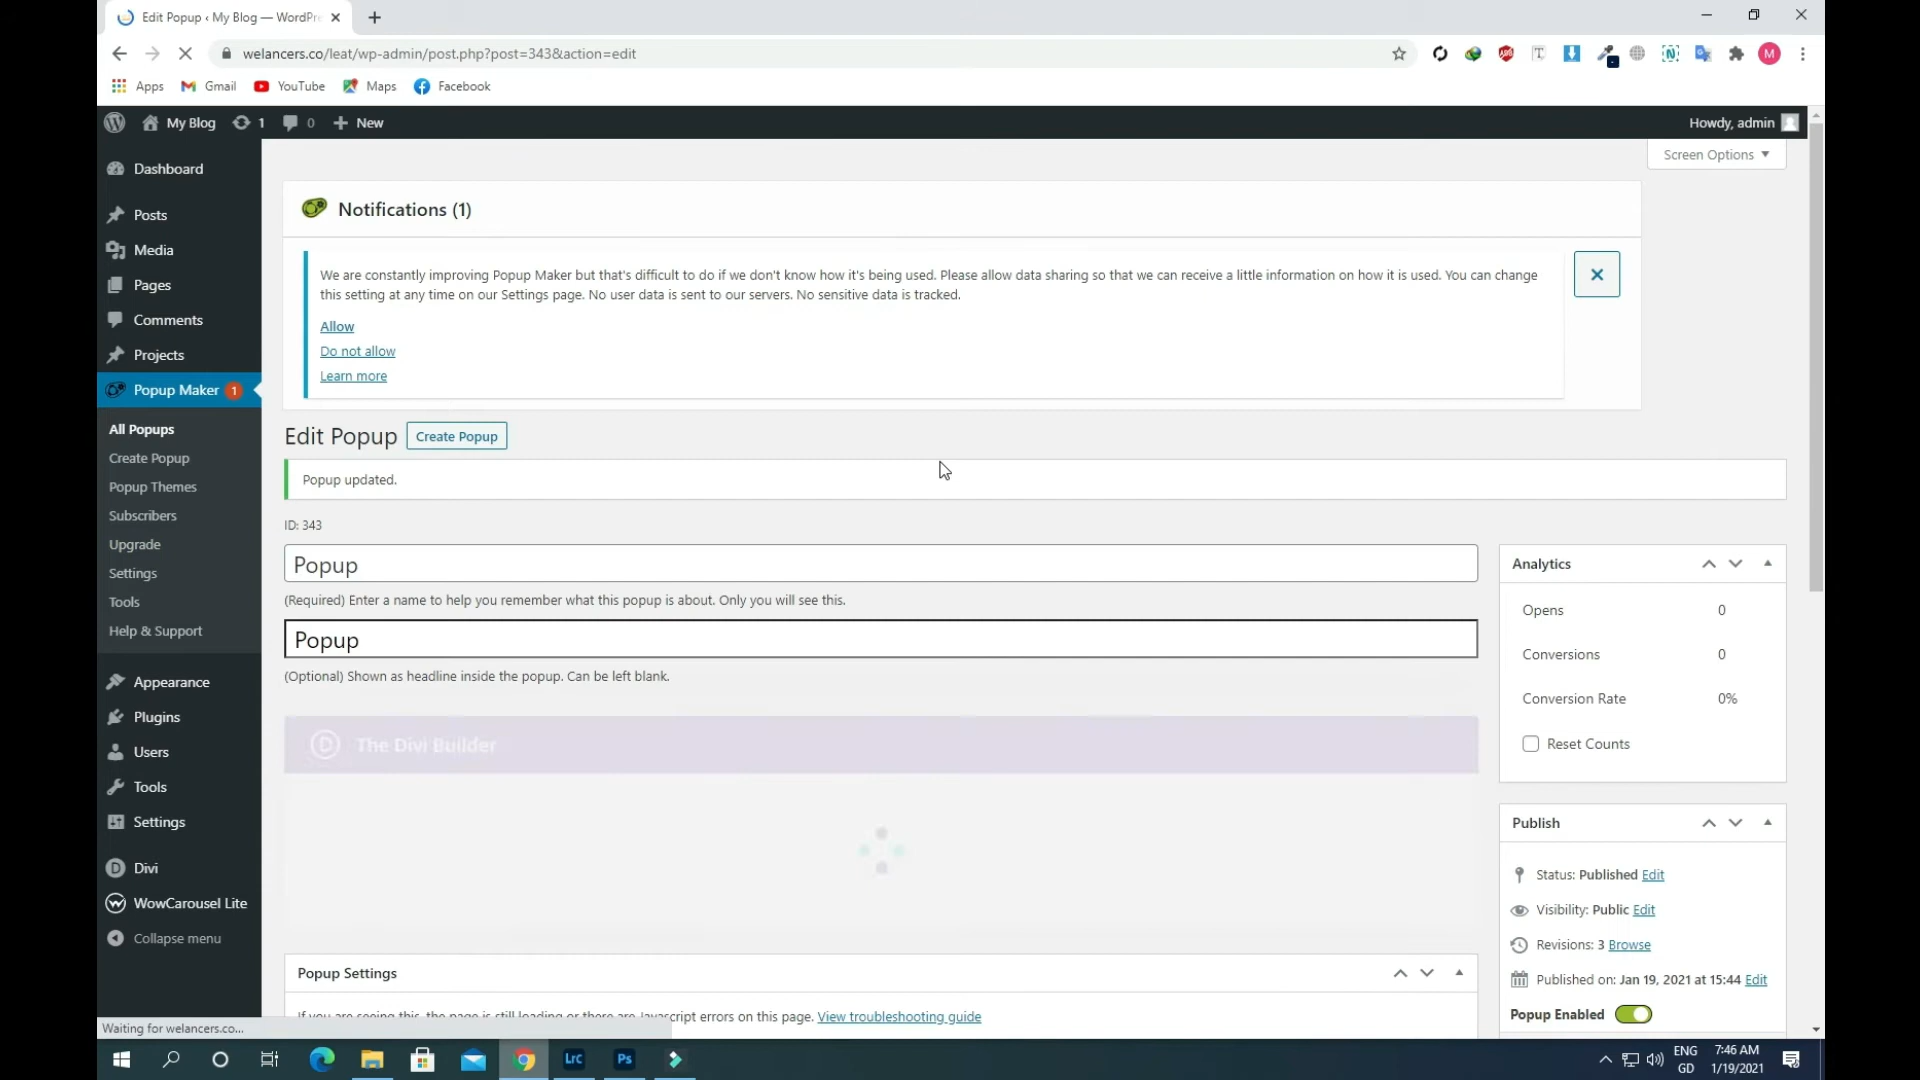 Edit Popup ‹ My Blog — WordPr
welancers.co/leat/wp-admin/post.php?post=343&action=edit
M
Apps Gmail YouTube Maps Facebook
My Blog 1 0 New
Howdy, admin
Screen Options
Dashboard
Posts
Media
Pages
Comments
Projects
Popup Maker 1
All Popups
Create Popup
Popup Themes
Subscribers
Upgrade
Settings
Tools
Help & Support
Appearance
Plugins
Users
Tools
Settings
Divi
WowCarousel Lite
Collapse menu
Notifications (1)
We are constantly improving Popup Maker but that's difficult to do if we don't know how it's being used. Please allow data sharing so that we can receive a little information on how it is used. You can change
this setting at any time on our Settings page. No user data is sent to our servers. No sensitive data is tracked.
Allow
Do not allow
Learn more
Edit Popup Create Popup
Popup updated.
ID: 343
Popup
(Required) Enter a name to help you remember what this popup is about. Only you will see this.
Popup
(Optional) Shown as headline inside the popup. Can be left blank.
D The Divi Builder
Popup Settings
If you are seeing this, the page is still loading or there are Javascript errors on this page. View troubleshooting guide
Analytics
Opens 0
Conversions 0
Conversion Rate 0%
Reset Counts
Publish
Status: Published Edit
Visibility: Public Edit
Revisions: 3 Browse
Published on: Jan 19, 2021 at 15:44 Edit
Popup Enabled
Waiting for welancers.co...
Lrc Ps
ENG
GD
7:46 AM
1/19/2021